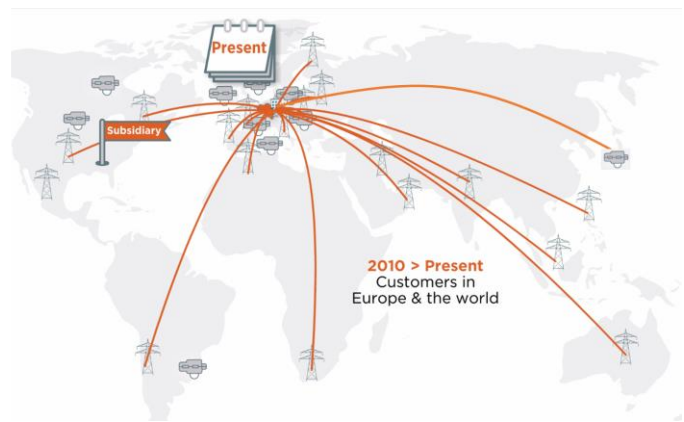 Present
Subsidiary
2010 > Present
Customers in
Europe & the world